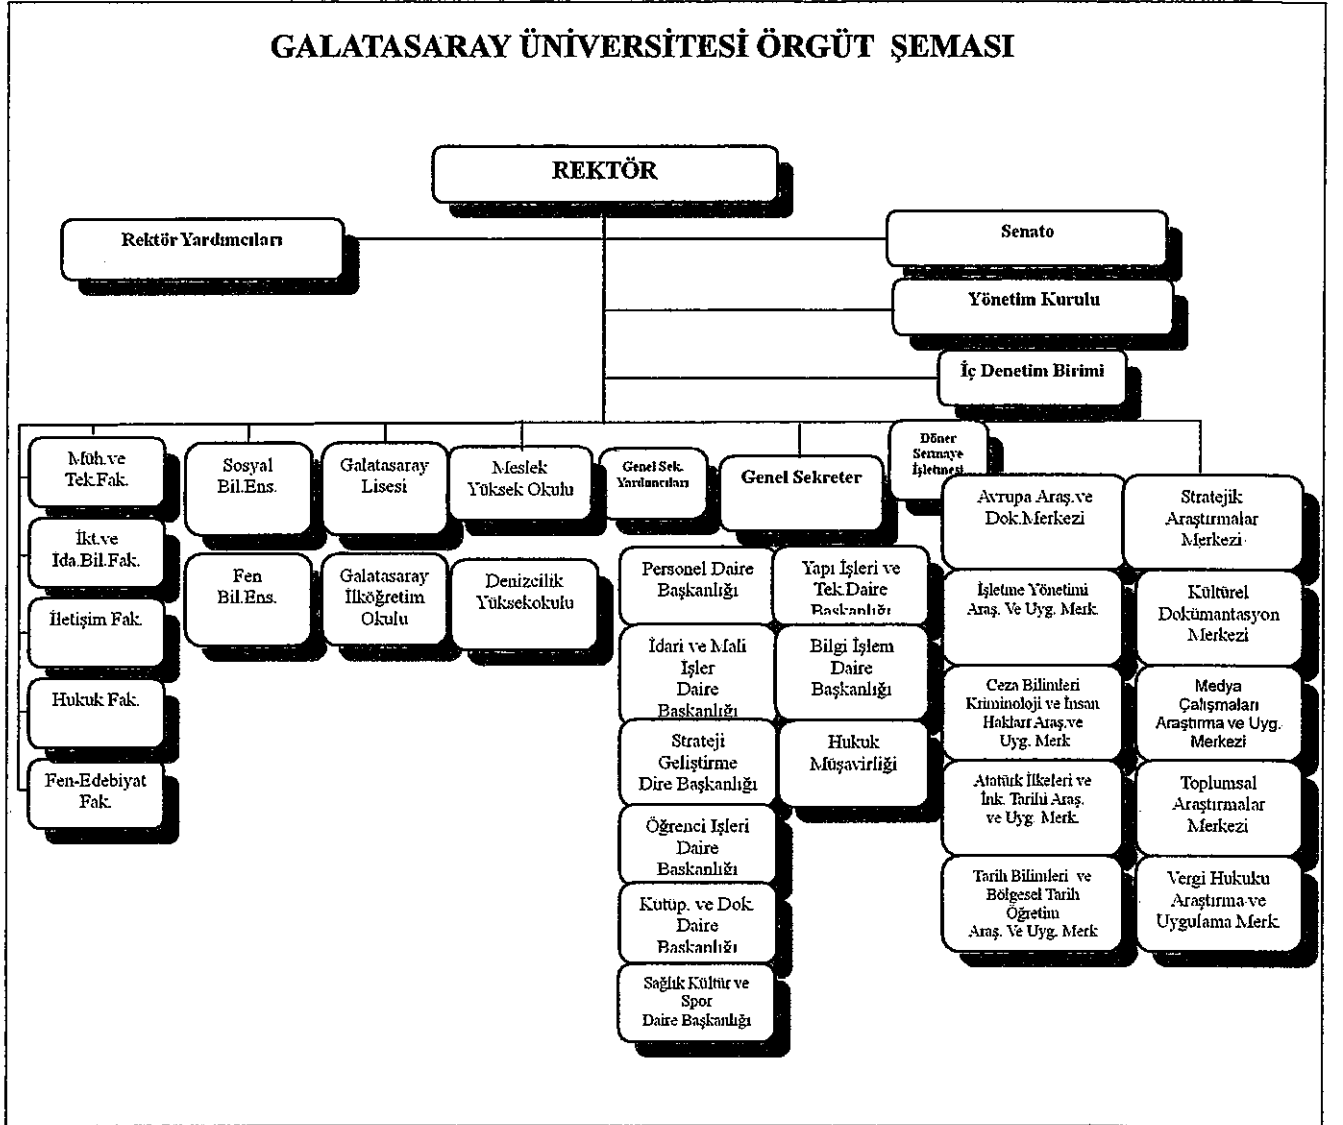 GALATASARAY ÜNİVERSİTESİ ÖRGÜT ŞEMASI
REKTÖR
Rektör Yardımcıları
Senato
Yönetim Kurulu
İç Denetim Birimi
Müh.ve
Tek.Fak.
İkt.ve
İda.Bil.Fak.
İletişim Fak.
Hukuk Fak.
Fen-Edebiyat
Fak.
Sosyal
Bil.Ens.
Fen
Bil.Ens.
Galatasaray
Lisesi
Galatasaray
İlköğretim
Okulu
Meslek
Yüksek Okulu
Denizcilik
Yüksekokulu
Genel Sek.
Yardımcıları
Genel Sekreter
Döner
Sermaye
İşletmesi
Personel Daire
Başkanlığı
İdari ve Mali
İşler
Daire
Başkanlığı
Strateji
Geliştirme
Dire Başkanlığı
Öğrenci İşleri
Daire
Başkanlığı
Kütüp. ve Dok.
Daire
Başkanlığı
Sağlık Kültür ve
Spor
Daire Başkanlığı
Yapı İşleri ve
Tek.Daire
Başkanlığı
Bilgi İşlem
Daire
Başkanlığı
Hukuk
Müşavirliği
Avrupa Araş.ve
Dok.Merkezi
İşletme Yönetimi
Araş. Ve Uyg. Merk.
Ceza Bilimleri
Kriminoloji ve İnsan
Hakları Araş.ve
Uyg. Merk
Atatürk İlkeleri ve
İnk. Tarihi Araş.
ve Uyg. Merk.
Tarih Bilimleri ve
Bölgesel Tarih
Öğretim
Araş. Ve Uyg. Merk
Stratejik
Araştırmalar
Merkezi
Kültürel
Dokümantasyon
Merkezi
Medya
Çalışmaları
Araştırma ve Uyg.
Merkezi
Toplumsal
Araştırmalar
Merkezi
Vergi Hukuku
Araştırma ve
Uygulama Merk.